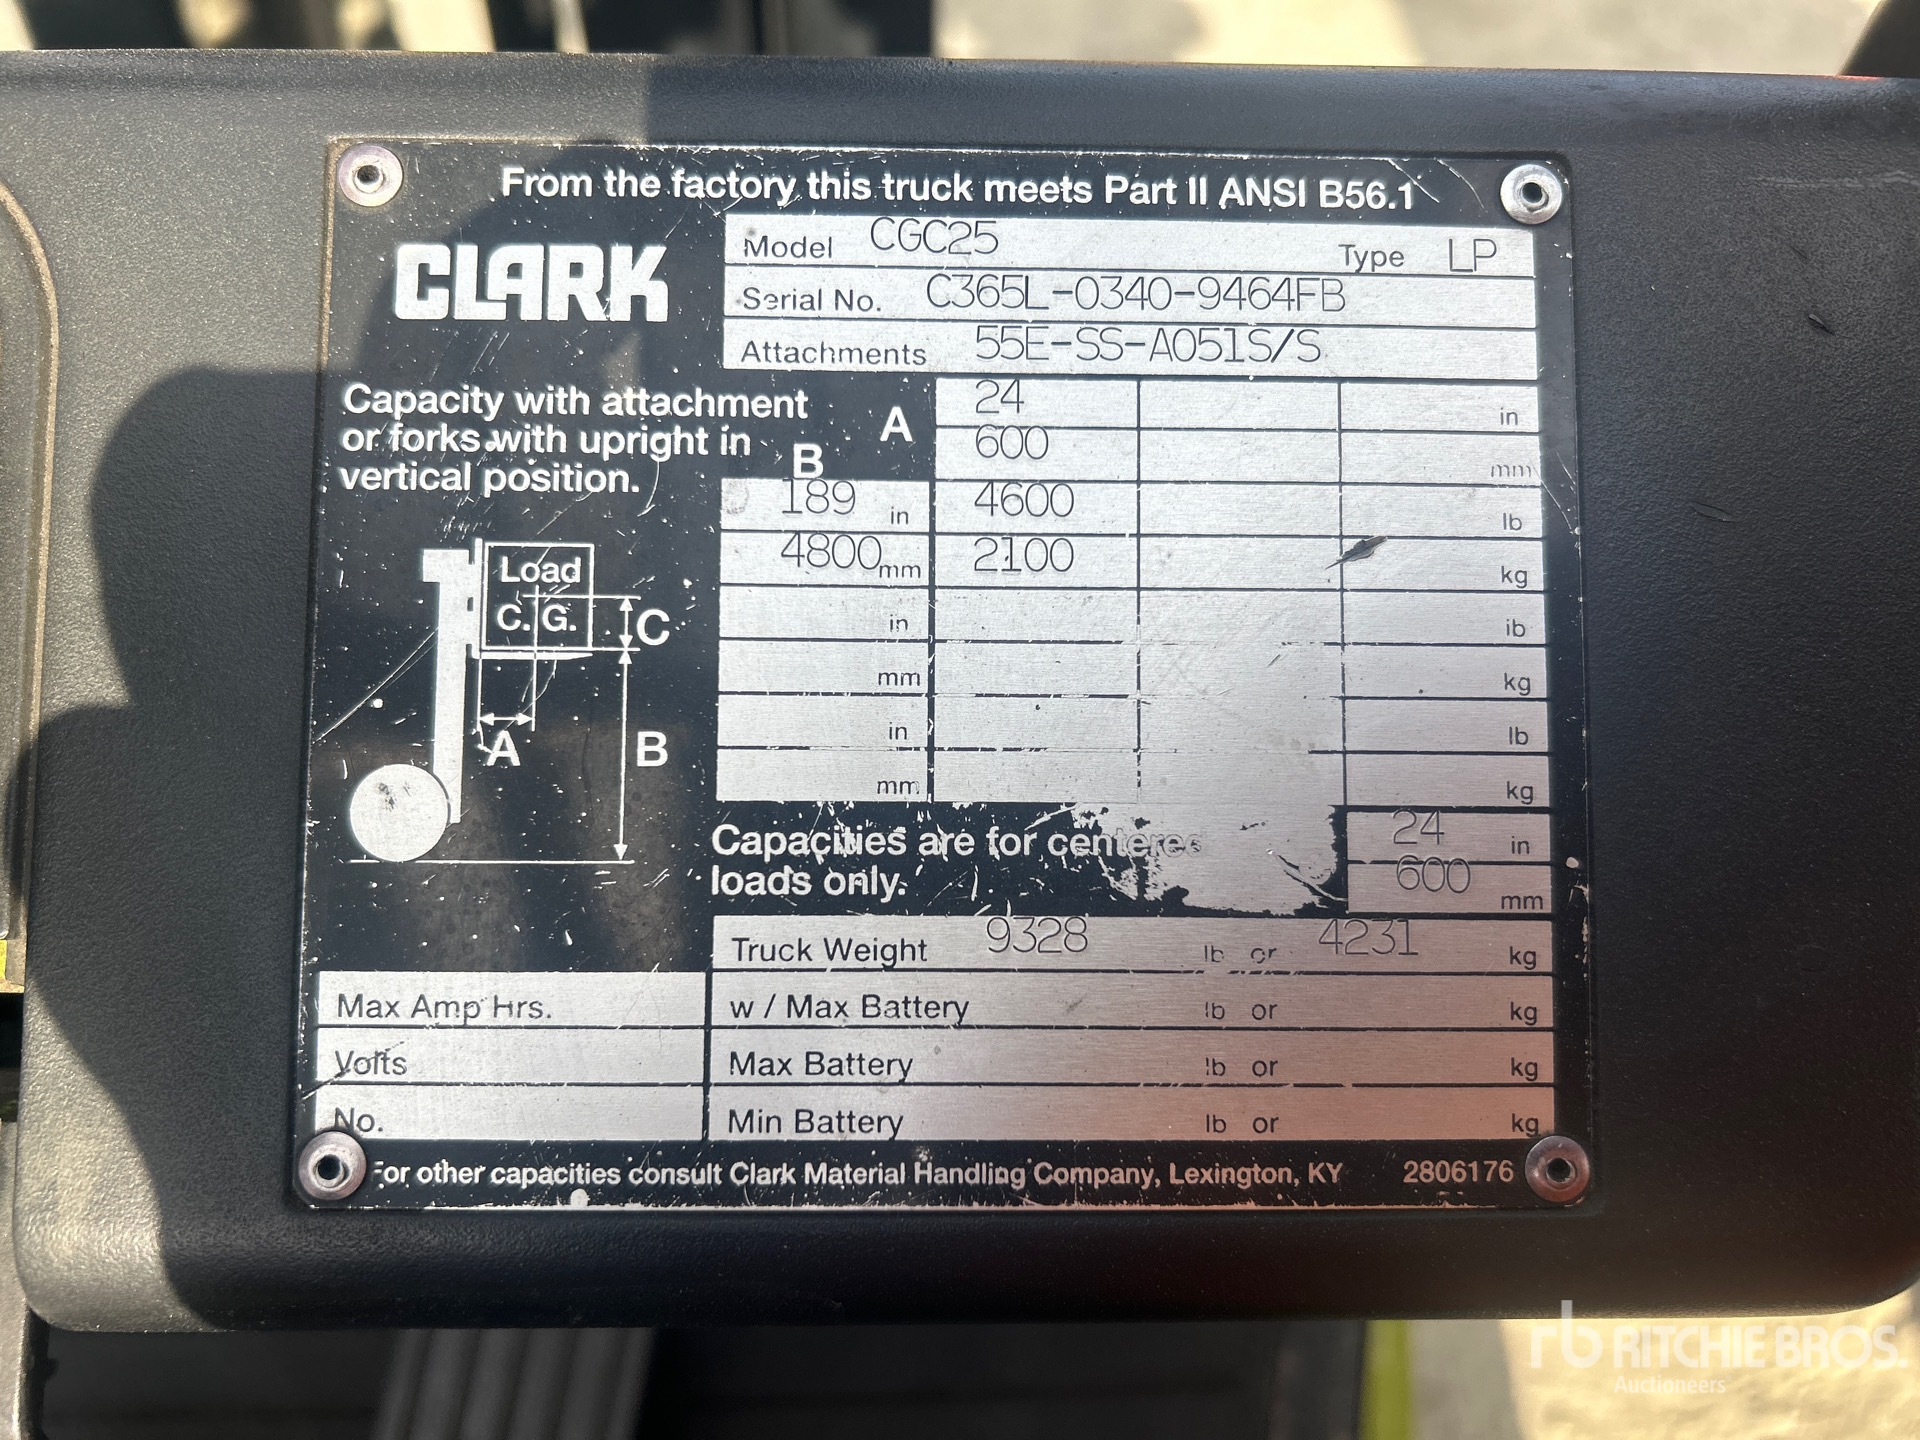 From the factory this truck meets Part II ANSI B56.1
CLARK
Model CGC25 Type LP
Serial No. C365L-0340-9464FB
Attachments 55E-SS-A051S/S
Capacity with attachment
or forks with upright in
vertical position.
A 24 in
600 mm
B
189 in 4600 lb
4800 mm 2100 kg
in lb
mm kg
in lb
mm kg
Load
C.G.
C
A
B
Capacities are for centered
loads only.
24 in
600 mm
Truck Weight 9328 lb or 4231 kg
Max Amp Hrs. w / Max Battery lb or kg
Volts Max Battery lb or kg
No. Min Battery lb or kg
For other capacities consult Clark Material Handling Company, Lexington, KY 2806176
rb RITCHIE BROS.
Auctioneers